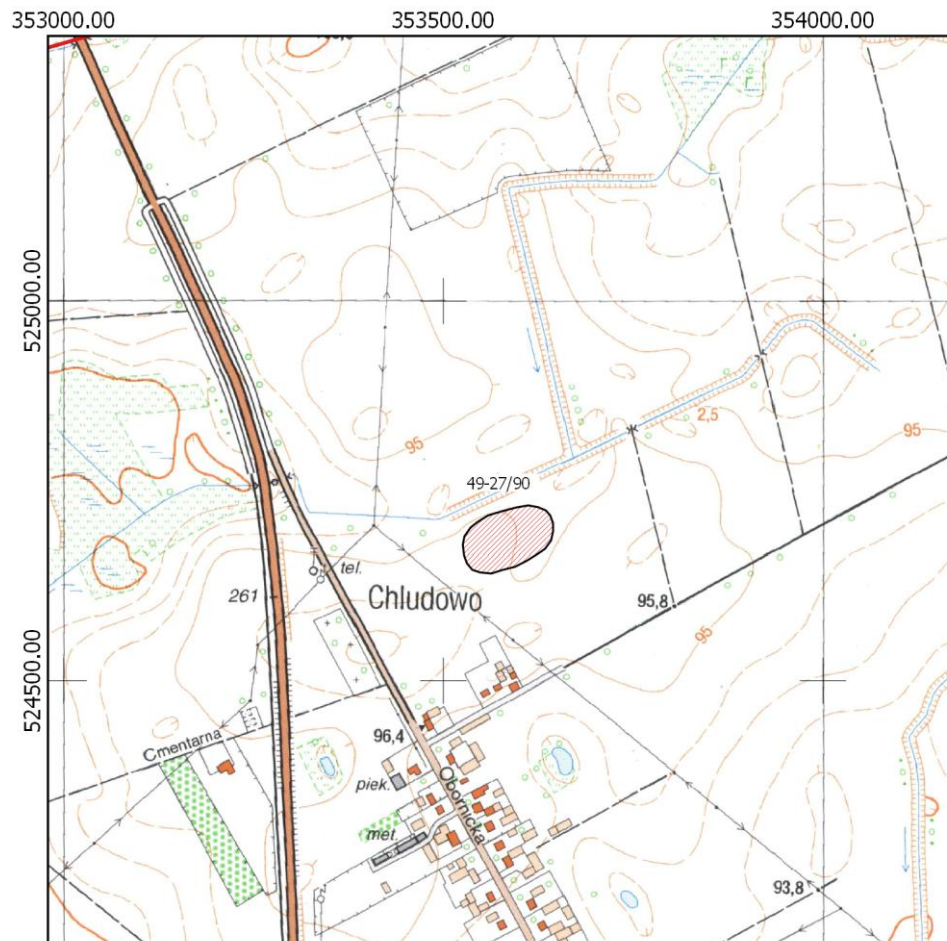 353000.00
353500.00
354000.00
525000.00
95
2,5
95
49-27/90
tel.
261
Chludowo
95,8
95
524500.00
96,4
Cmentarna
piek.
Obornicka
met.
93,8